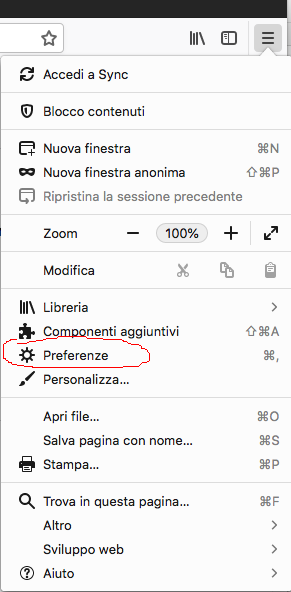 Accedi a Sync
Blocco contenuti
Nuova finestra ⌘N
Nuova finestra anonima ⇧⌘P
Ripristina la sessione precedente
Zoom − 100% +
Modifica
Libreria
Componenti aggiuntivi ⇧⌘A
Preferenze ⌘,
Personalizza...
Apri file... ⌘O
Salva pagina con nome... ⌘S
Stampa... ⌘P
Trova in questa pagina... ⌘F
Altro
Sviluppo web
Aiuto